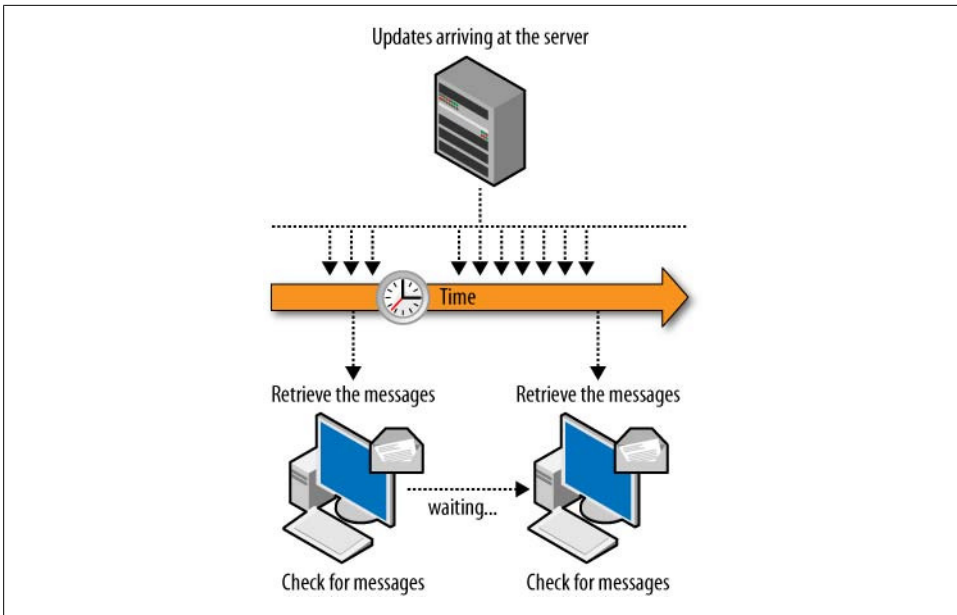 Updates arriving at the server
Time
Retrieve the messages
Retrieve the messages
waiting...
Check for messages
Check for messages